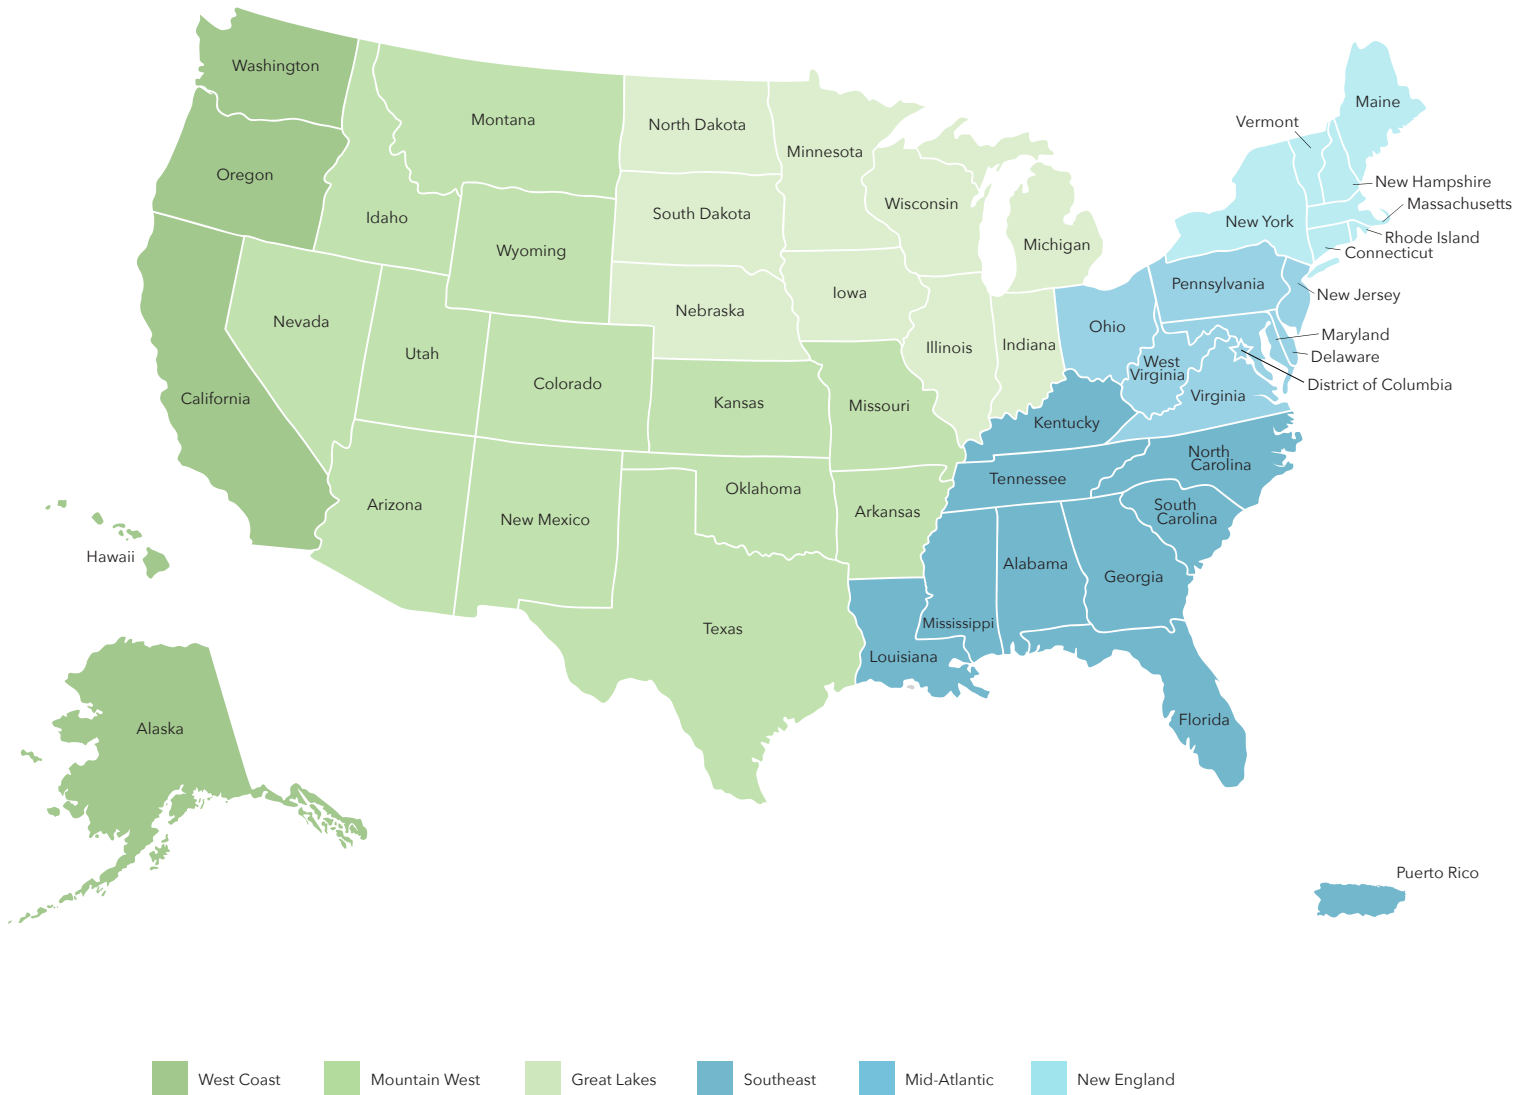 Washington
Montana
North Dakota
Minnesota
Maine
Vermont
Oregon
Idaho
South Dakota
Wisconsin
Michigan
New York
New Hampshire
Massachusetts
Rhode Island
Connecticut
Wyoming
Nebraska
Iowa
Pennsylvania
New Jersey
Nevada
Utah
Colorado
Illinois
Indiana
Ohio
Maryland
Delaware
District of Columbia
West
Virginia
Virginia
California
Kansas
Missouri
Kentucky
North
Carolina
Tennessee
Arizona
New Mexico
Oklahoma
Arkansas
South
Carolina
Hawaii
Alabama
Georgia
Texas
Mississippi
Louisiana
Florida
Alaska
Puerto Rico
West Coast
Mountain West
Great Lakes
Southeast
Mid-Atlantic
New England